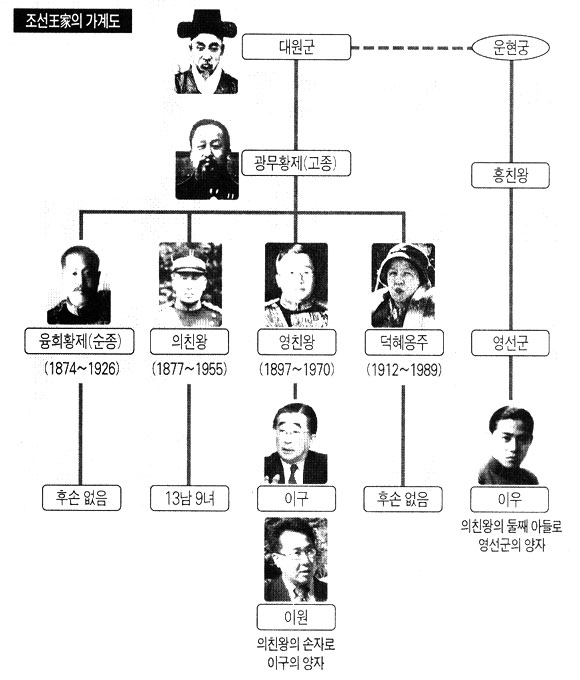 조선王家의 가계도
대원군
운현궁
광무황제(고종)
흥친왕
융희황제(순종)
의친왕
영친왕
덕혜옹주
영선군
(1874~1926)
(1877~1955)
(1897~1970)
(1912~1989)
후손 없음
13남 9녀
이구
후손 없음
이우
의친왕의 둘째 아들로
영선군의 양자
이원
의친왕의 손자로
이구의 양자